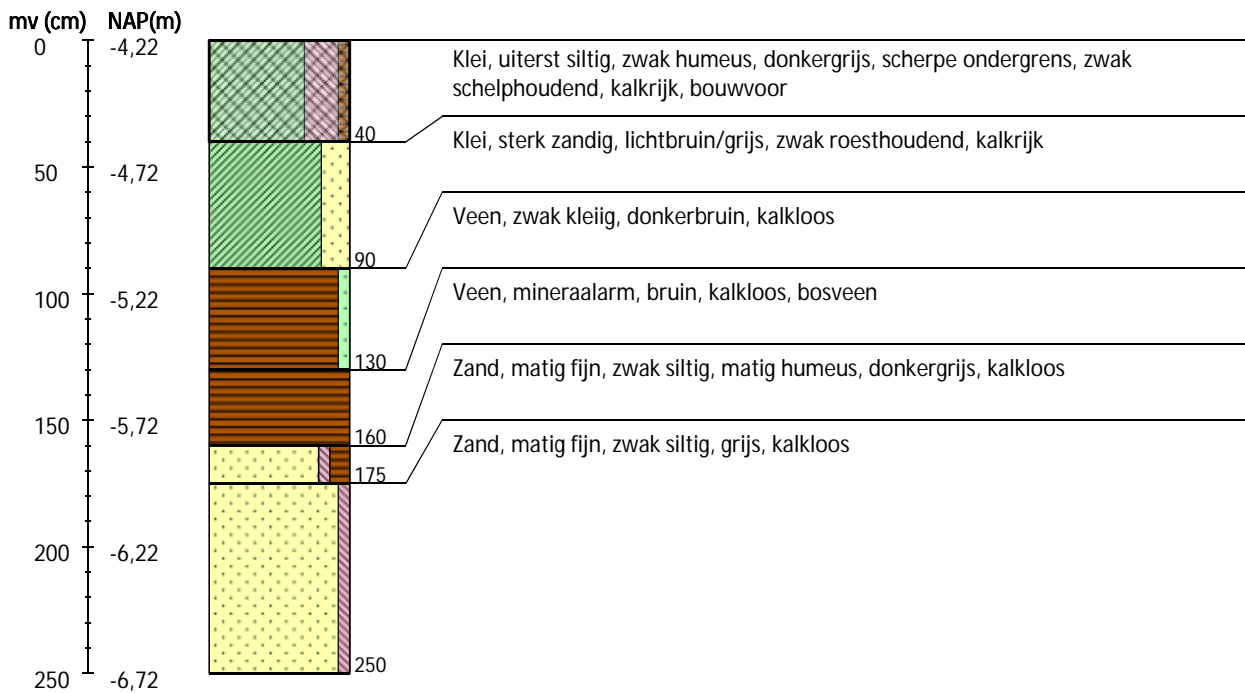 mv (cm) NAP(m)
0 -4,22
Klei, uiterst siltig, zwak humeus, donkergrijs, scherpe ondergrens, zwak
schelphoudend, kalkrijk, bouwvoor
40
Klei, sterk zandig, lichtbruin/grijs, zwak roesthoudend, kalkrijk
50 -4,72
Veen, zwak kleiig, donkerbruin, kalkloos
90
Veen, mineraalarm, bruin, kalkloos, bosveen
100 -5,22
130
Zand, matig fijn, zwak siltig, matig humeus, donkergrijs, kalkloos
150 -5,72
160
Zand, matig fijn, zwak siltig, grijs, kalkloos
175
200 -6,22
250
250 -6,72